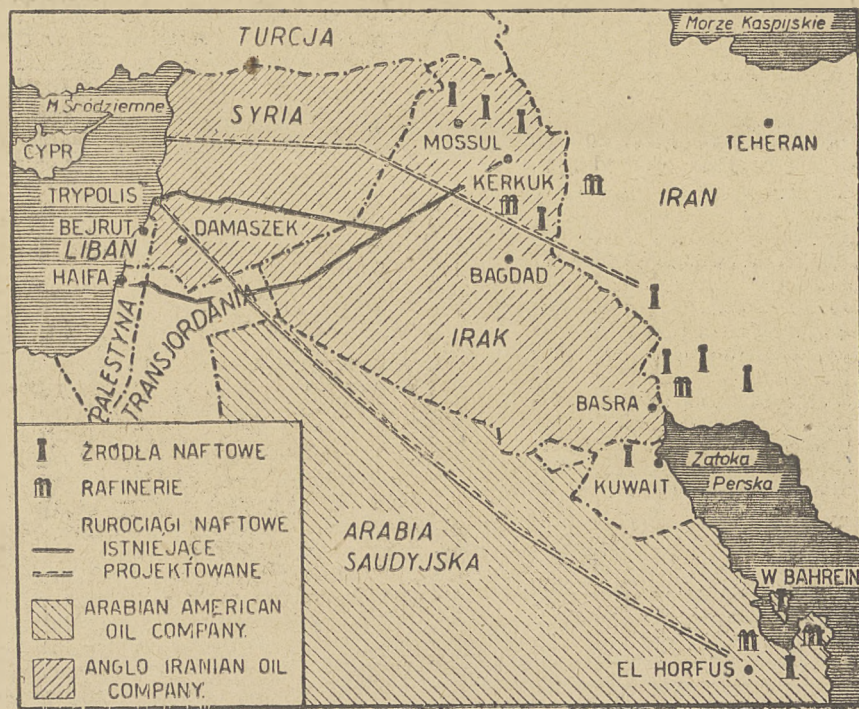 TURCJA
Morze Kaspijskie
M. Śródziemne
SYRIA
CYPR
MOSSUL
TEHERAN
KERKUK
IRAN
TRYPOLIS
BEJRUT
DAMASZEK
LIBAN
HAIFA
BAGDAD
PALESTYNA
TRANSJORDANIA
IRAK
BASRA
ŹRÓDŁA NAFTOWE
RAFINERIE
RUROCIĄGI NAFTOWE
ISTNIEJĄCE
PROJEKTOWANE
ARABIAN AMERICAN
OIL COMPANY.
ANGLO IRANIAN OIL
COMPANY.
KUWAIT
Zatoka
Perska
ARABIA
SAUDYJSKA
W BAHREIN
EL HORFUS